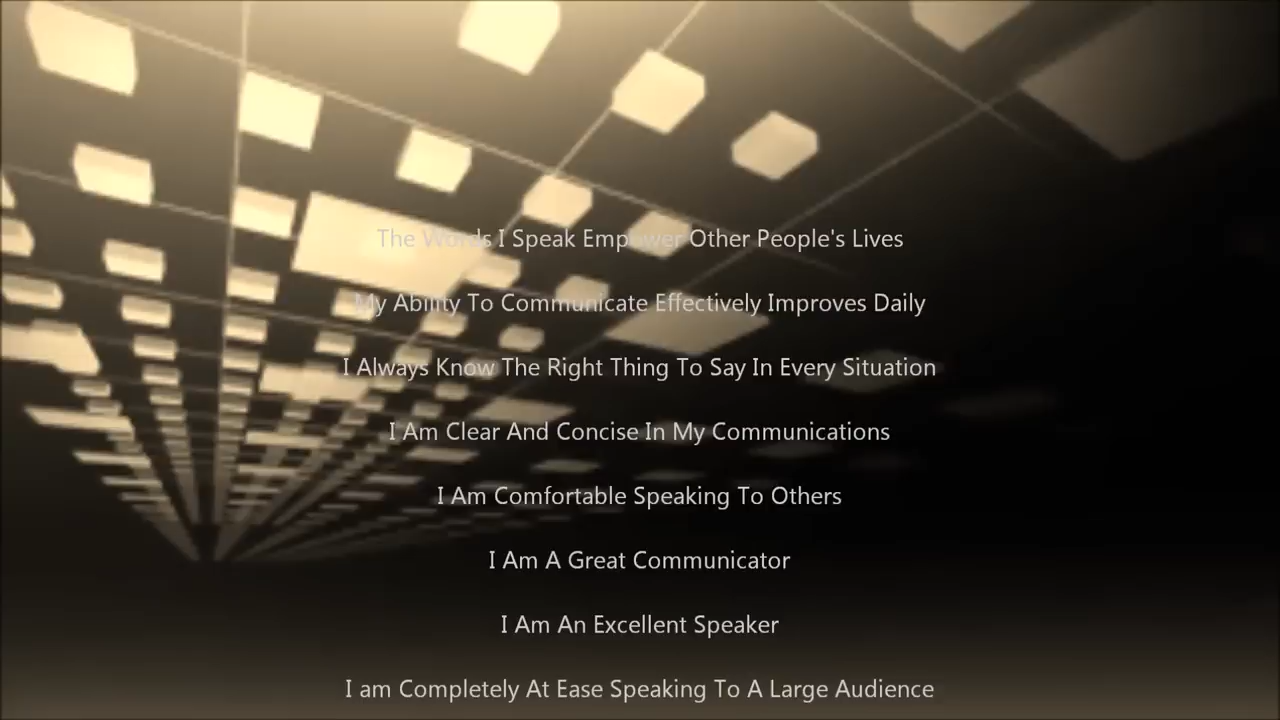 The Words I Speak Empower Other People's Lives
My Ability To Communicate Effectively Improves Daily
I Always Know The Right Thing To Say In Every Situation
I Am Clear And Concise In My Communications
I Am Comfortable Speaking To Others
I Am A Great Communicator
I Am An Excellent Speaker
I am Completely At Ease Speaking To A Large Audience